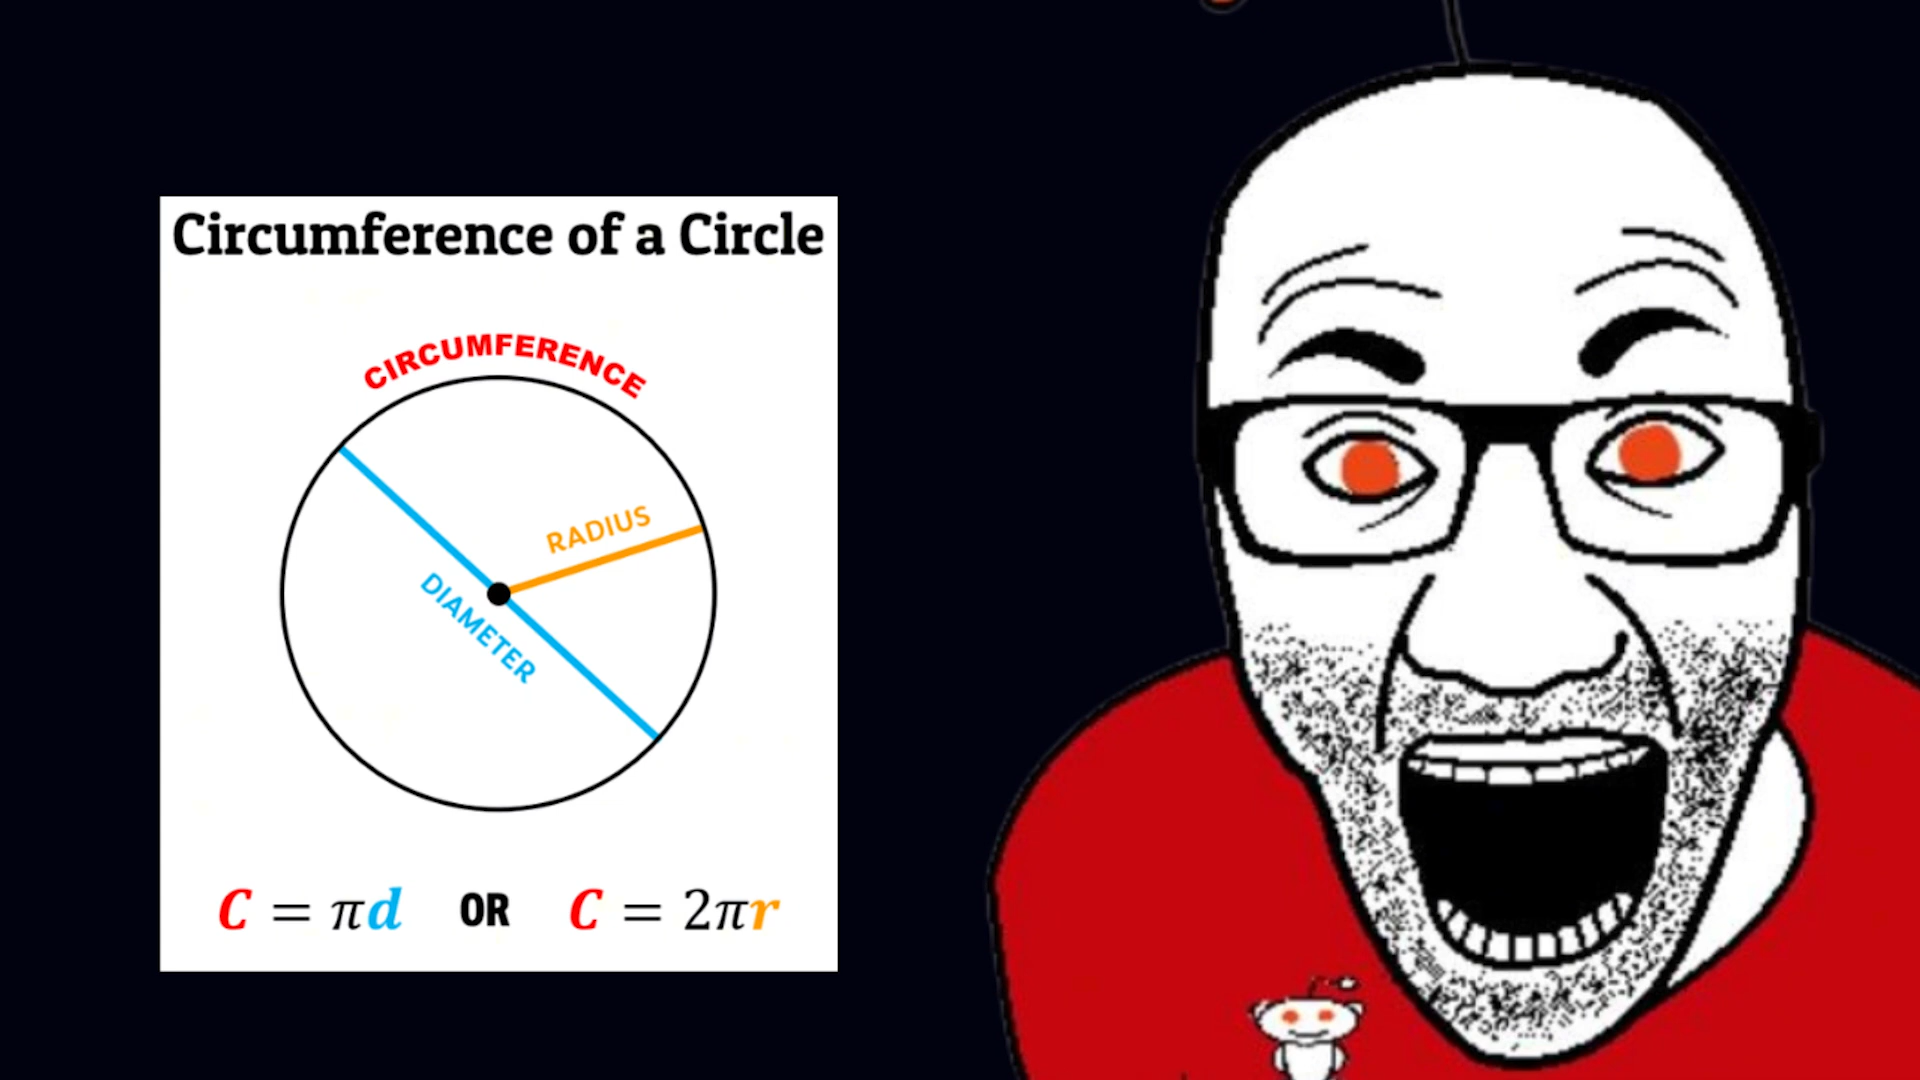 Circumference of a Circle
CIRCUMFERENCE
RADIUS
DIAMETER
C = πd OR C = 2πr